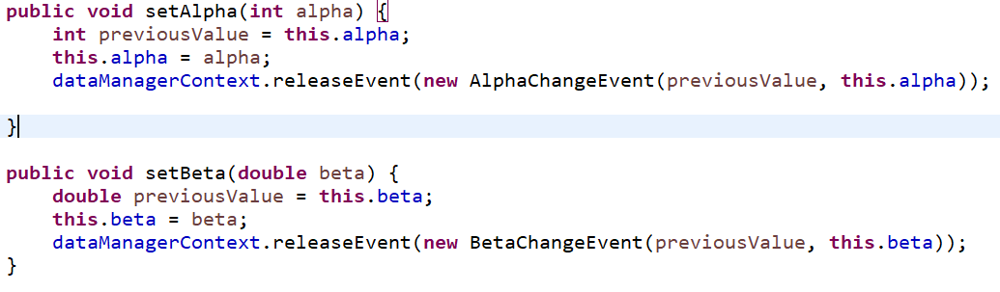 public void setAlpha(int alpha) {
    int previousValue = this.alpha;
    this.alpha = alpha;
    dataManagerContext.releaseEvent(new AlphaChangeEvent(previousValue, this.alpha));

}

public void setBeta(double beta) {
    double previousValue = this.beta;
    this.beta = beta;
    dataManagerContext.releaseEvent(new BetaChangeEvent(previousValue, this.beta));
}